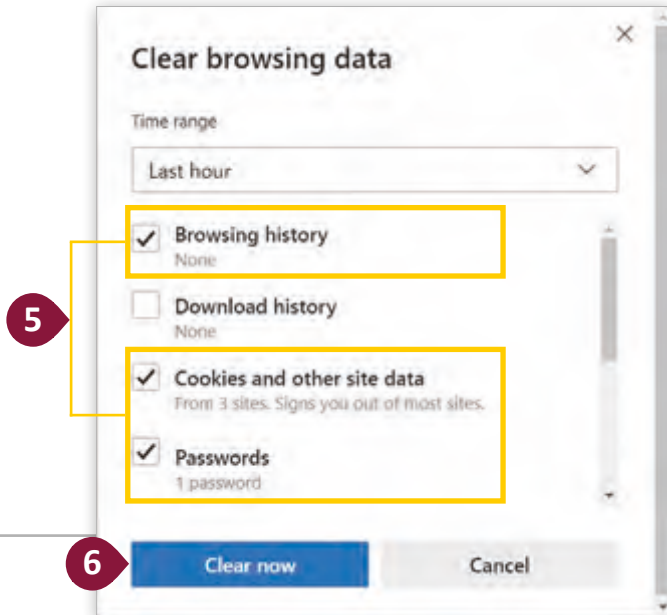 Clear browsing data
Time range
Last hour
Browsing history
None
Download history
None
5
Cookies and other site data
From 3 sites. Signs you out of most sites.
Passwords
1 password
6
Clear now
Cancel